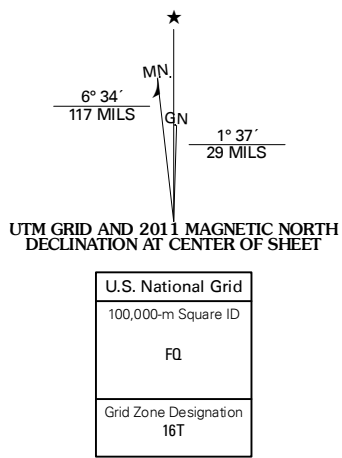 ★
MN.
GN
6° 34´
117 MILS
1° 37´
29 MILS
UTM GRID AND 2011 MAGNETIC NORTH
DECLINATION AT CENTER OF SHEET
U.S. National Grid
100,000-m Square ID
FQ
Grid Zone Designation
16T